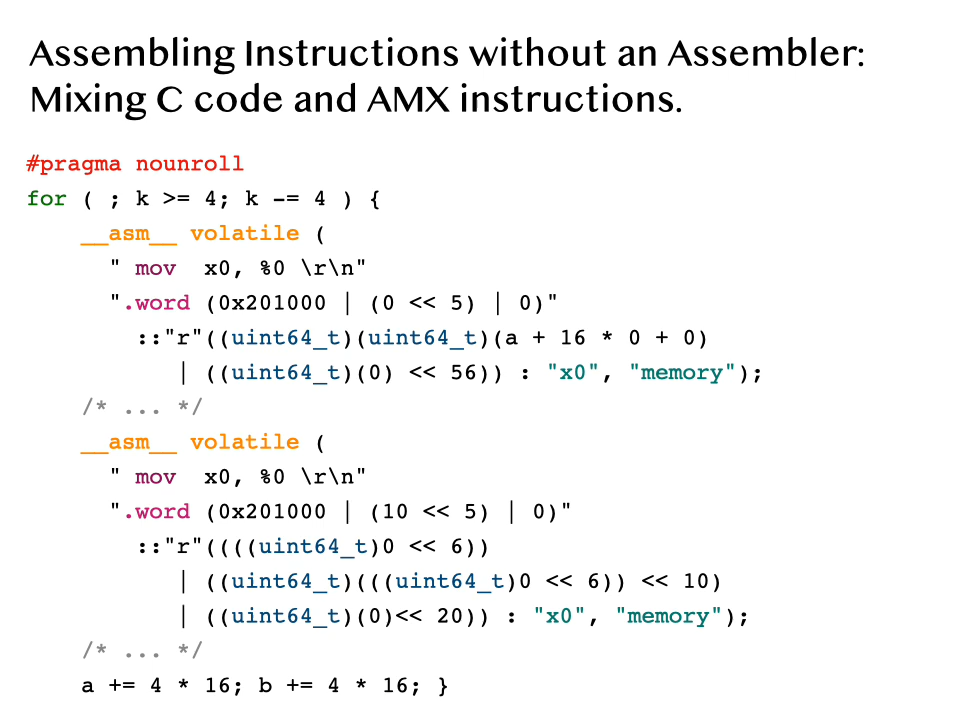 Assembling Instructions without an Assembler:
Mixing C code and AMX instructions.
#pragma nounroll
for ( ; k >= 4; k -= 4 ) {
    __asm__ volatile (
      " mov  x0, %0 \r\n"
      ".word (0x201000 | (0 << 5) | 0)"
        ::"r"((uint64_t)(uint64_t)(a + 16 * 0 + 0)
           | ((uint64_t)(0) << 56)) : "x0", "memory");
    /* ... */
    __asm__ volatile (
      " mov  x0, %0 \r\n"
      ".word (0x201000 | (10 << 5) | 0)"
        ::"r"((((uint64_t)0 << 6))
           | ((uint64_t)(((uint64_t)0 << 6)) << 10)
           | ((uint64_t)(0)<< 20)) : "x0", "memory");
    /* ... */
    a += 4 * 16; b += 4 * 16; }